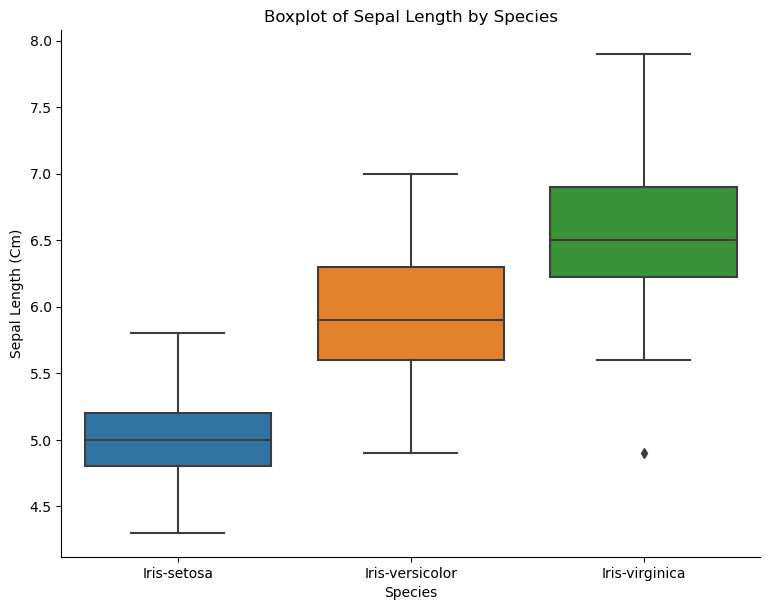 Boxplot of Sepal Length by Species
Sepal Length (Cm)
8.0
7.5
7.0
6.5
6.0
5.5
5.0
4.5
Iris-setosa
Iris-versicolor
Iris-virginica
Species